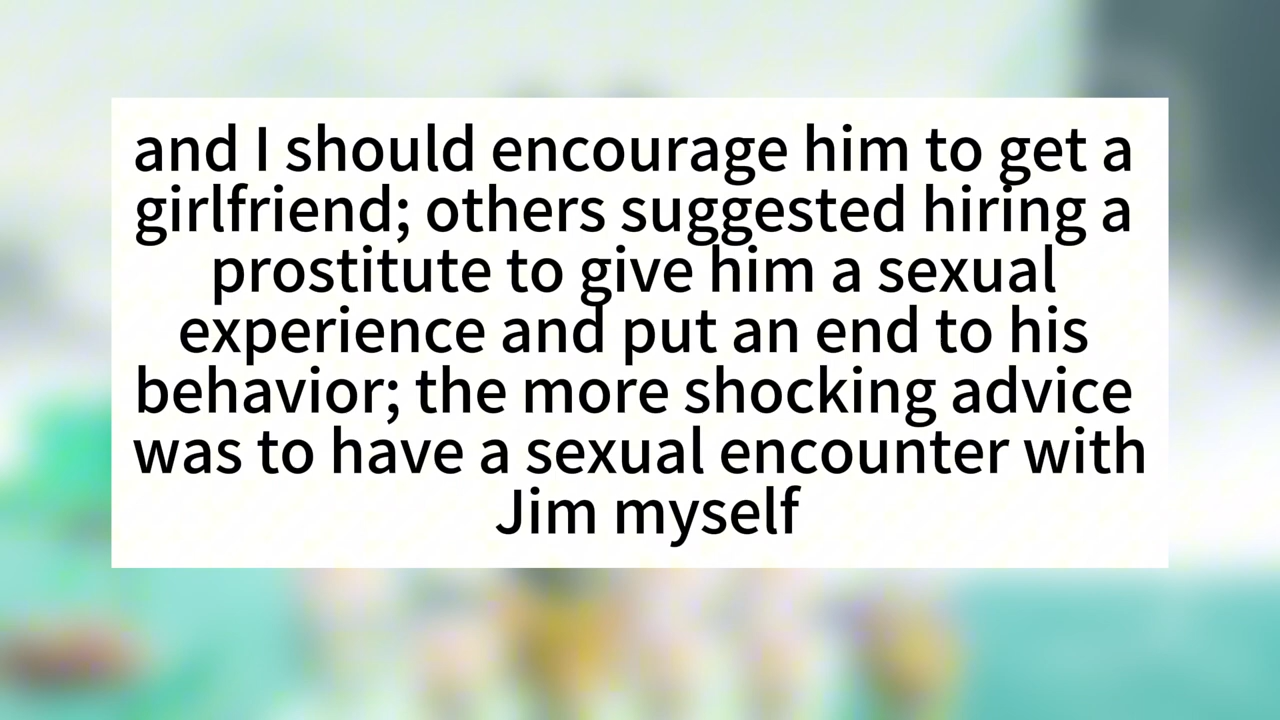 and I should encourage him to get a
girlfriend; others suggested hiring a
prostitute to give him a sexual
experience and put an end to his
behavior; the more shocking advice
was to have a sexual encounter with
Jim myself